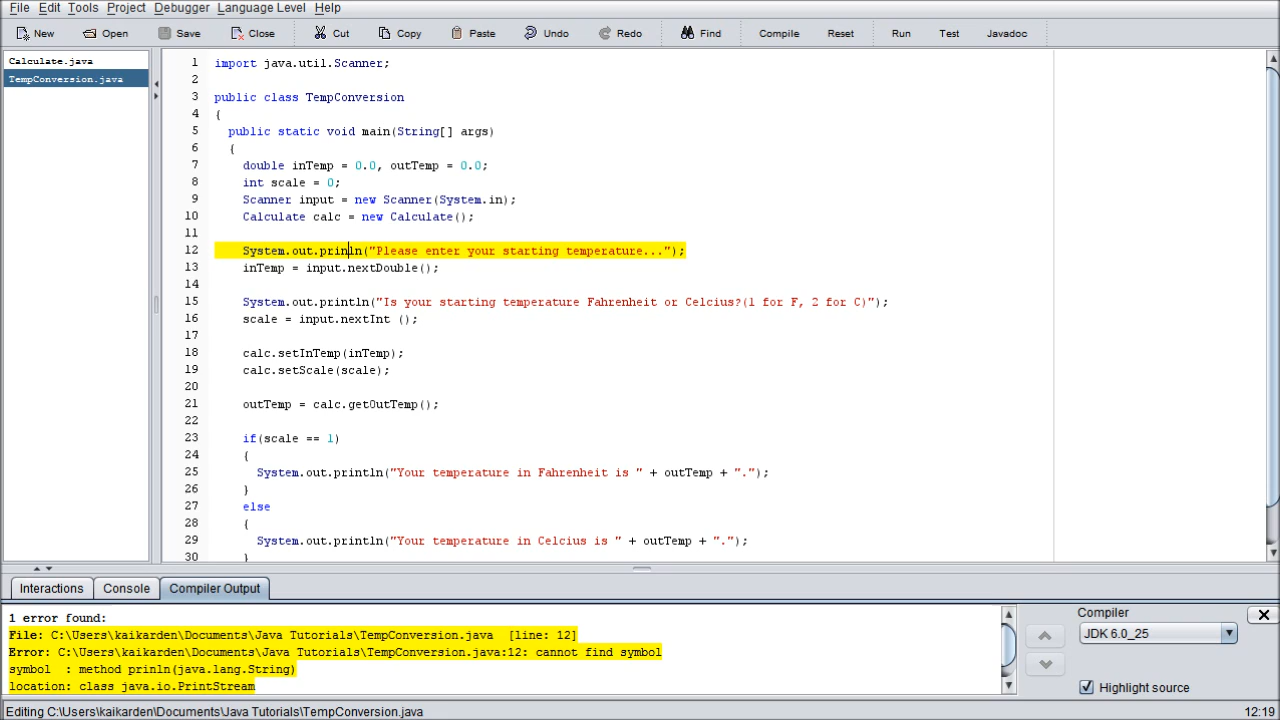 File Edit Tools Project Debugger Language Level Help
New Open Save Close Cut Copy Paste Undo Redo Find Compile Reset Run Test Javadoc
Calculate.java
TempConversion.java
1 import java.util.Scanner;
2
3 public class TempConversion
4 {
5 public static void main(String[] args)
6 {
7 double inTemp = 0.0, outTemp = 0.0;
8 int scale = 0;
9 Scanner input = new Scanner(System.in);
10 Calculate calc = new Calculate();
11
12 System.out.prinln("Please enter your starting temperature...");
13 inTemp = input.nextDouble();
14
15 System.out.println("Is your starting temperature Fahrenheit or Celcius?(1 for F, 2 for C)");
16 scale = input.nextInt ();
17
18 calc.setInTemp(inTemp);
19 calc.setScale(scale);
20
21 outTemp = calc.getOutTemp();
22
23 if(scale == 1)
24 {
25 System.out.println("Your temperature in Fahrenheit is " + outTemp + ".");
26 }
27 else
28 {
29 System.out.println("Your temperature in Celcius is " + outTemp + ".");
30 }
Interactions Console Compiler Output
1 error found:
File: C:\Users\kaikarden\Documents\Java Tutorials\TempConversion.java [line: 12]
Error: C:\Users\kaikarden\Documents\Java Tutorials\TempConversion.java:12: cannot find symbol
symbol : method prinln(java.lang.String)
location: class java.io.PrintStream
Compiler
JDK 6.0_25
Highlight source
Editing C:\Users\kaikarden\Documents\Java Tutorials\TempConversion.java 12:19